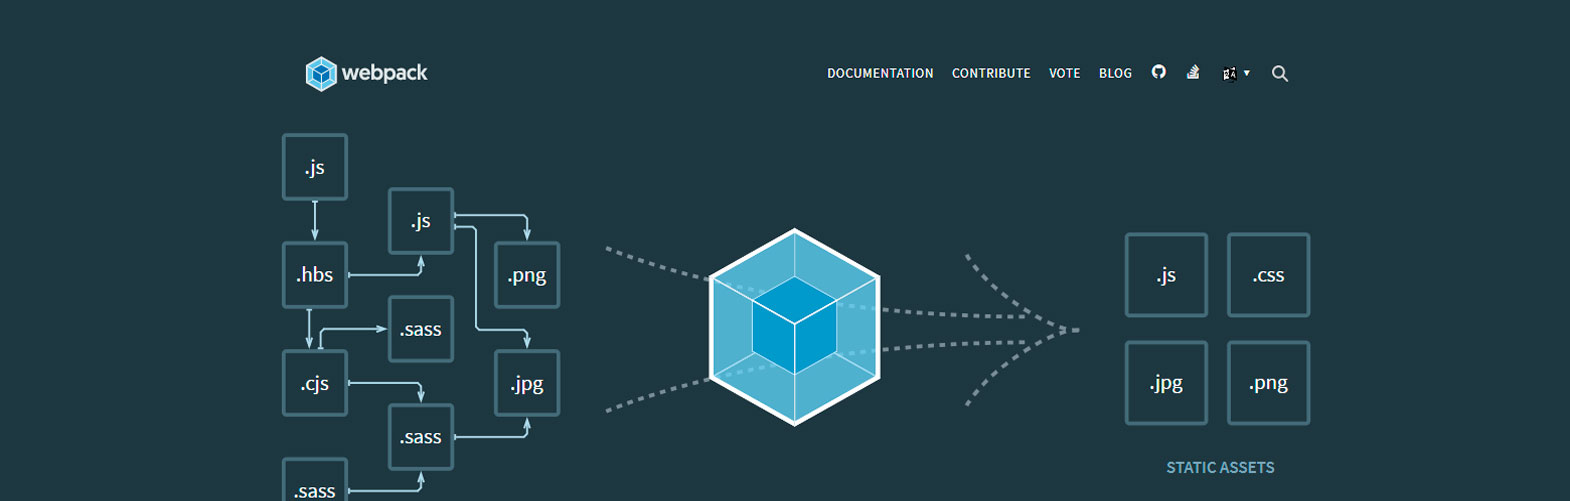 webpack
DOCUMENTATION CONTRIBUTE VOTE BLOG
.js
.js
.hbs
.png
.sass
.cjs
.jpg
.sass
.sass
.js .css
.jpg .png
STATIC ASSETS